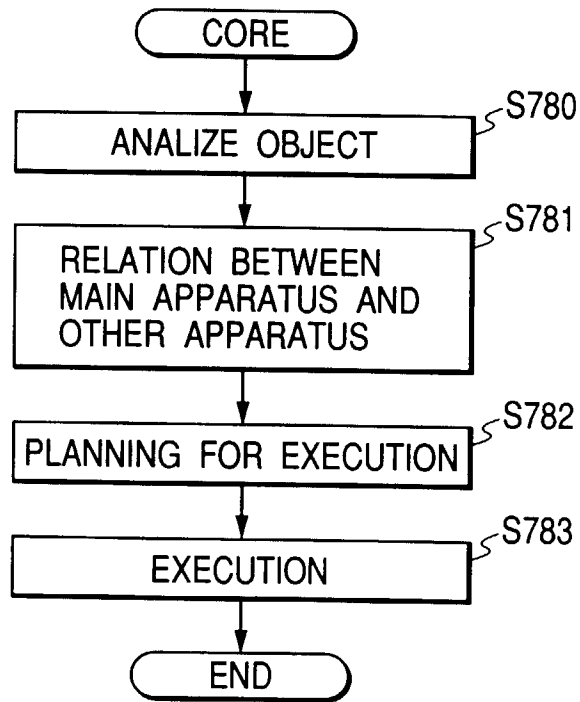 CORE
S780
ANALIZE OBJECT
S781
RELATION BETWEEN
MAIN APPARATUS AND
OTHER APPARATUS
S782
PLANNING FOR EXECUTION
S783
EXECUTION
END